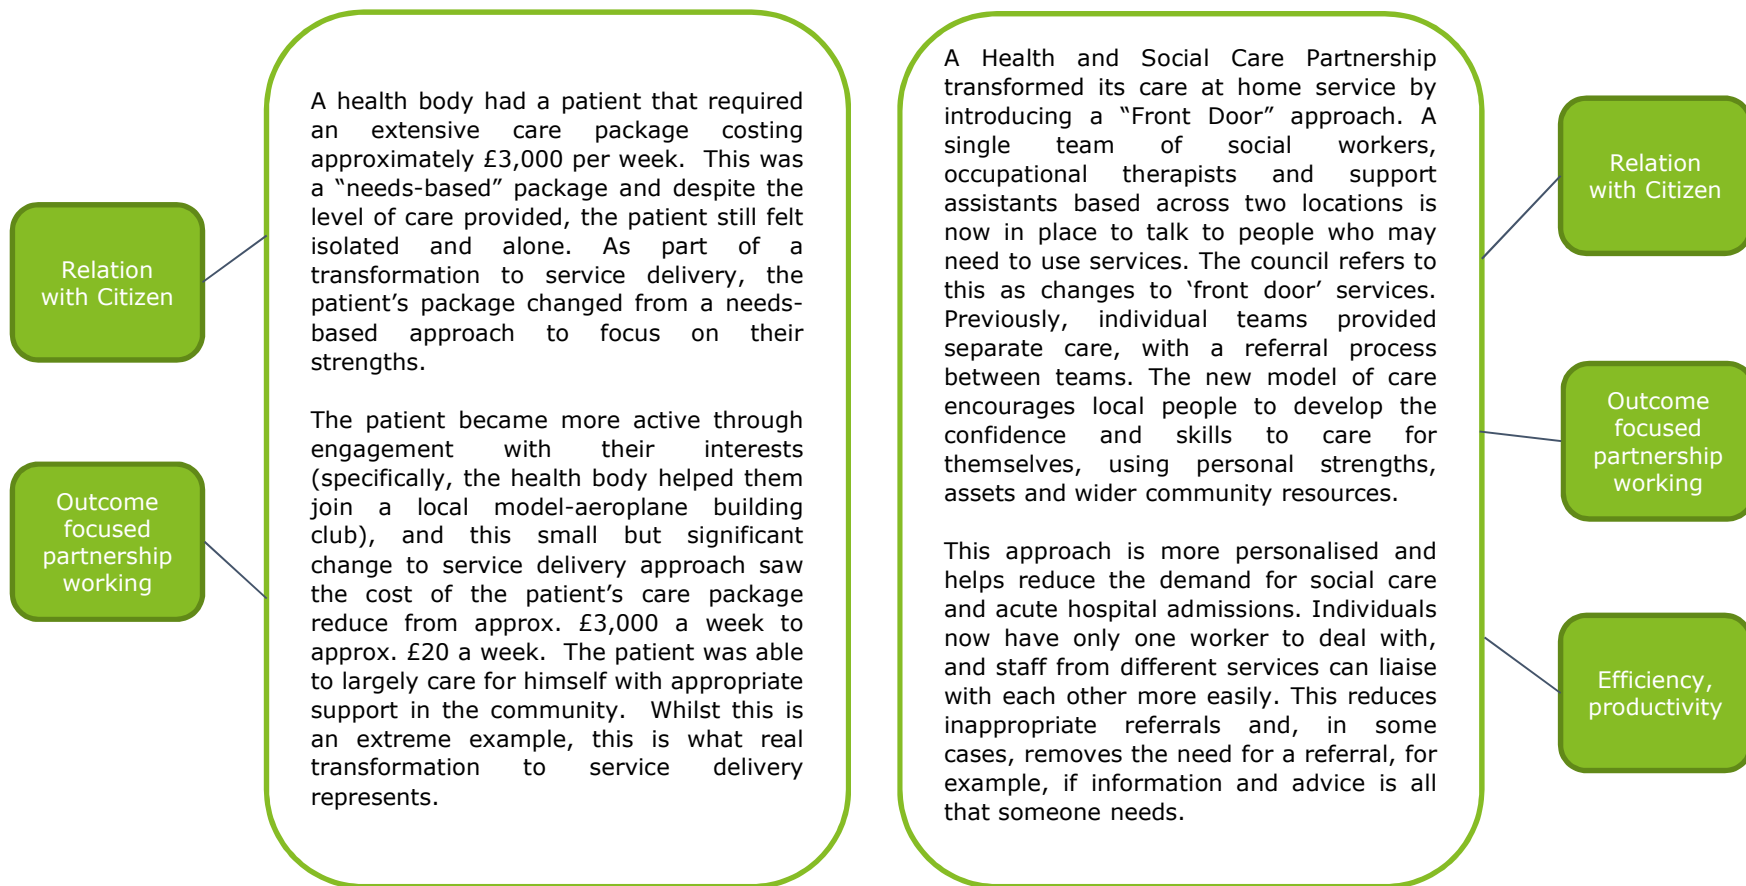 Relation
with Citizen
Outcome
focused
partnership
working
A health body had a patient that required
an extensive care package costing
approximately £3,000 per week. This was
a “needs-based” package and despite the
level of care provided, the patient still felt
isolated and alone. As part of a
transformation to service delivery, the
patient’s package changed from a needs-
based approach to focus on their
strengths.
The patient became more active through
engagement with their interests
(specifically, the health body helped them
join a local model-aeroplane building
club), and this small but significant
change to service delivery approach saw
the cost of the patient’s care package
reduce from approx. £3,000 a week to
approx. £20 a week. The patient was able
to largely care for himself with appropriate
support in the community. Whilst this is
an extreme example, this is what real
transformation to service delivery
represents.
A Health and Social Care Partnership
transformed its care at home service by
introducing a “Front Door” approach. A
single team of social workers,
occupational therapists and support
assistants based across two locations is
now in place to talk to people who may
need to use services. The council refers to
this as changes to ‘front door’ services.
Previously, individual teams provided
separate care, with a referral process
between teams. The new model of care
encourages local people to develop the
confidence and skills to care for
themselves, using personal strengths,
assets and wider community resources.
This approach is more personalised and
helps reduce the demand for social care
and acute hospital admissions. Individuals
now have only one worker to deal with,
and staff from different services can liaise
with each other more easily. This reduces
inappropriate referrals and, in some
cases, removes the need for a referral, for
example, if information and advice is all
that someone needs.
Relation
with Citizen
Outcome
focused
partnership
working
Efficiency,
productivity